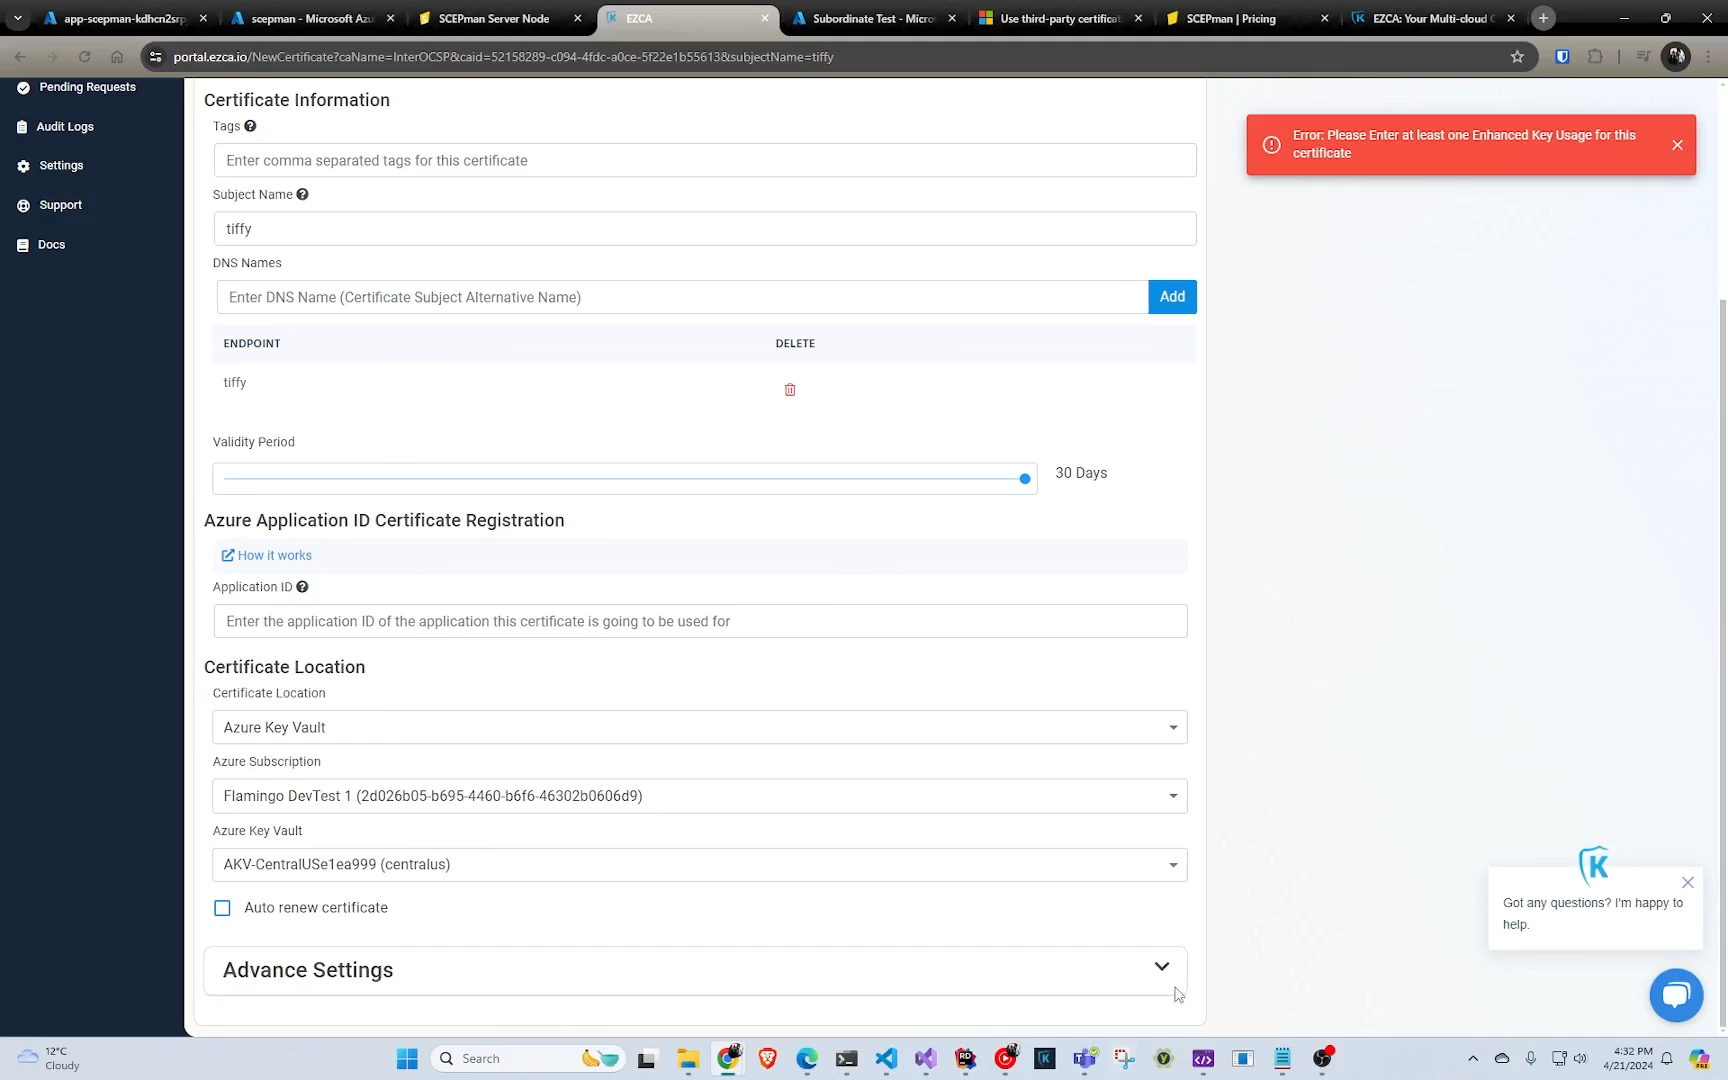 app-scepman-kdhcn2srp
scepman - Microsoft Azu
SCEPman Server Node
EZCA
Subordinate Test - Micro
Use third-party certificat
SCEPman | Pricing
EZCA: Your Multi-cloud C
portal.ezca.io/NewCertificate?caName=InterOCSP&caid=52158289-c094-4fdc-a0ce-5f22e1b55613&subjectName=tiffy
Pending Requests
Audit Logs
Settings
Support
Docs
Certificate Information
Tags
Enter comma separated tags for this certificate
Subject Name
tiffy
DNS Names
Enter DNS Name (Certificate Subject Alternative Name)
Add
ENDPOINT
DELETE
tiffy
Validity Period
30 Days
Azure Application ID Certificate Registration
How it works
Application ID
Enter the application ID of the application this certificate is going to be used for
Certificate Location
Certificate Location
Azure Key Vault
Azure Subscription
Flamingo DevTest 1 (2d026b05-b695-4460-b6f6-46302b0606d9)
Azure Key Vault
AKV-CentralUSe1ea999 (centralus)
Auto renew certificate
Advance Settings
Error: Please Enter at least one Enhanced Key Usage for this
certificate
K
Got any questions? I'm happy to
help.
12°C
Cloudy
Search
4:32 PM
4/21/2024